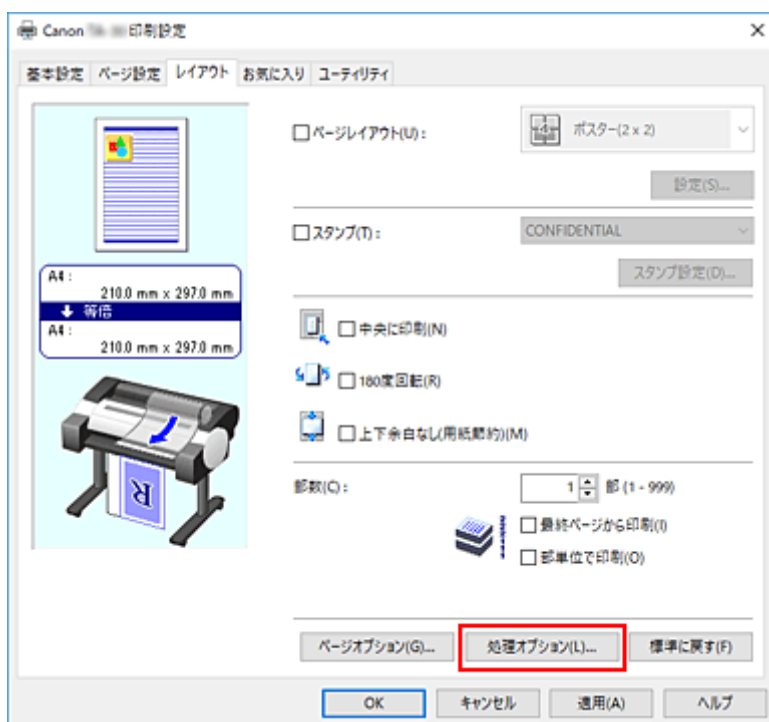 Canon 印刷設定
基本設定 ページ設定 レイアウト お気に入り ユーティリティ
ページレイアウト(U): ポスター(2 x 2)
設定(S)...
スタンプ(T): CONFIDENTIAL
スタンプ設定(D)...
A4 :
210.0 mm x 297.0 mm
等倍
A4 :
210.0 mm x 297.0 mm
中央に印刷(N)
180度回転(R)
上下余白なし(用紙節約)(M)
部数(C): 1 部 (1 - 999)
最終ページから印刷(I)
部単位で印刷(O)
R
ページオプション(G)... 処理オプション(L)... 標準に戻す(F)
OK キャンセル 適用(A) ヘルプ